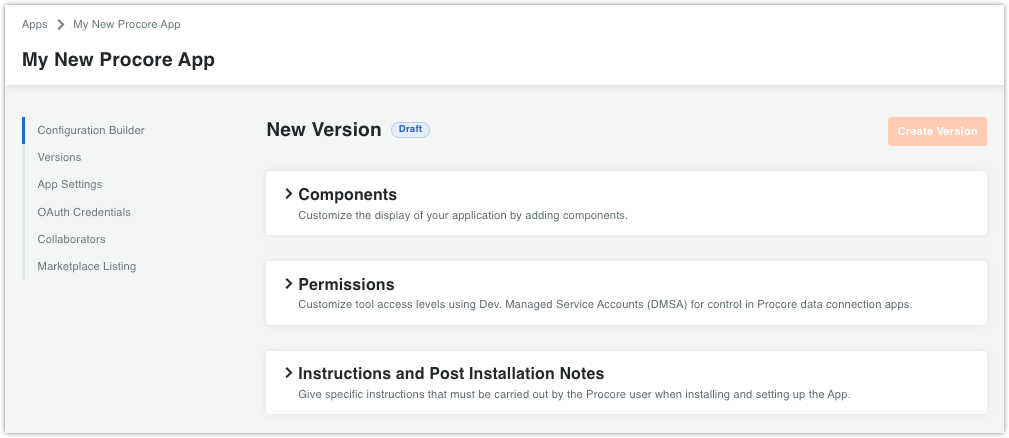 Apps > My New Procore App
My New Procore App
Configuration Builder
Versions
App Settings
OAuth Credentials
Collaborators
Marketplace Listing
New Version Draft
Create Version
Components
Customize the display of your application by adding components.
Permissions
Customize tool access levels using Dev. Managed Service Accounts (DMSA) for control in Procore data connection apps.
Instructions and Post Installation Notes
Give specific instructions that must be carried out by the Procore user when installing and setting up the App.